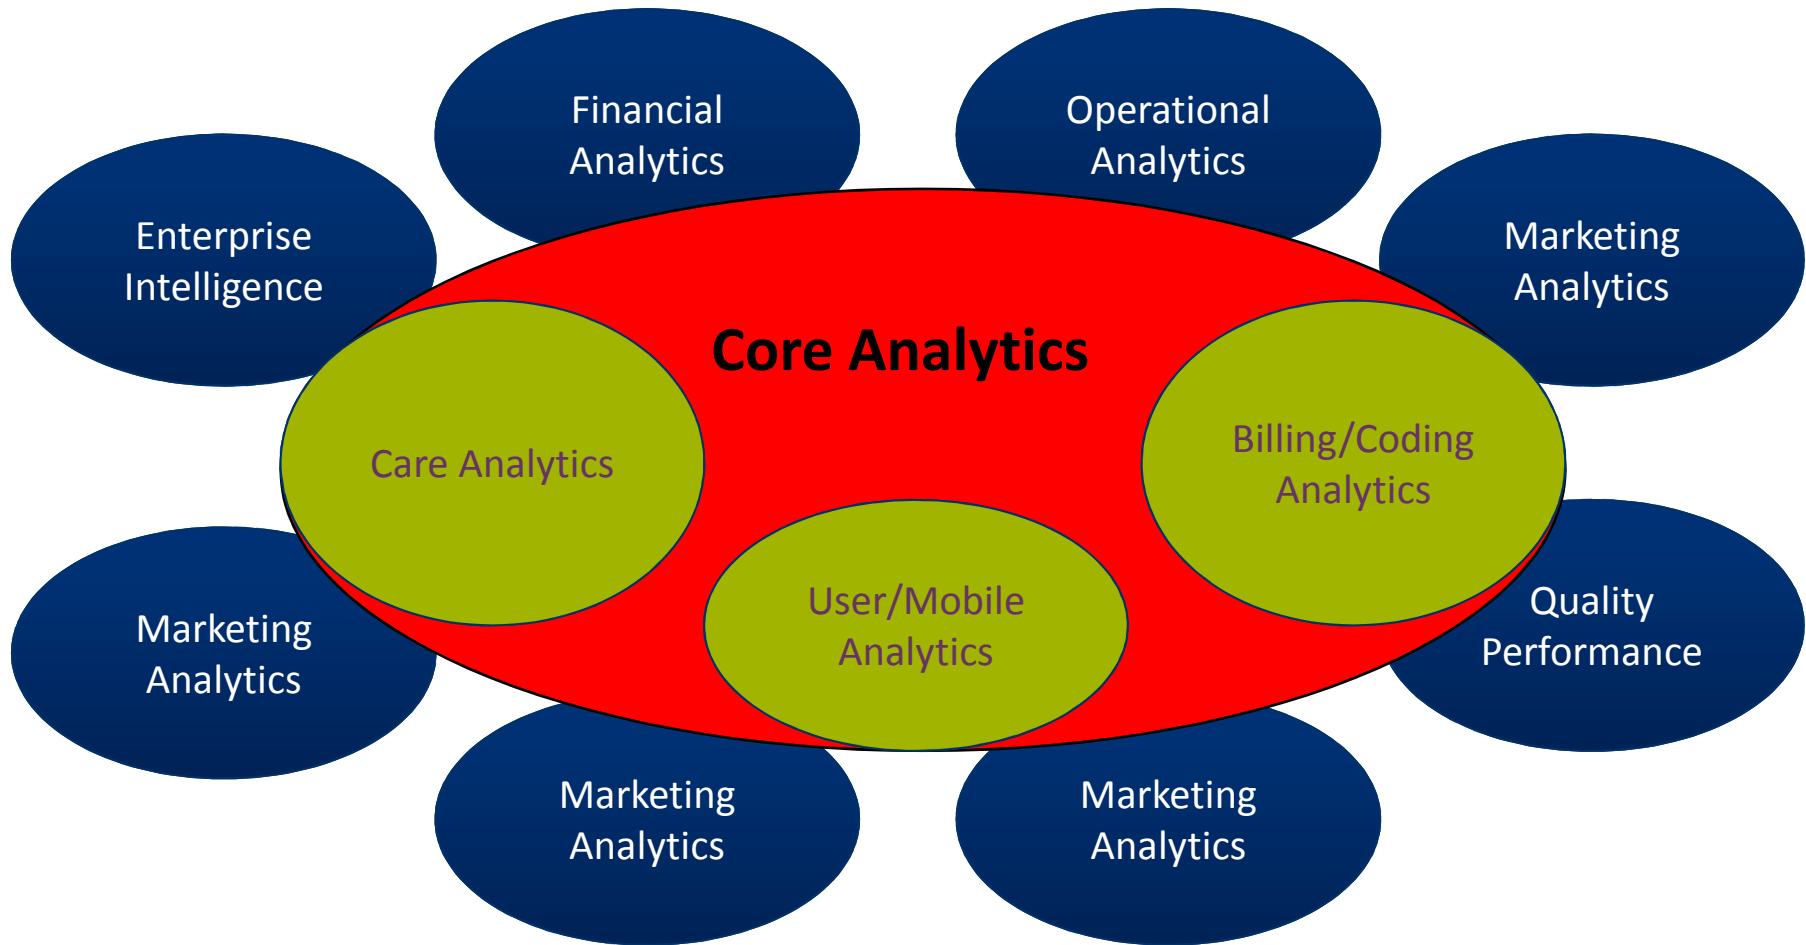 Financial
Analytics
Operational
Analytics
Enterprise
Intelligence
Marketing
Analytics
Core Analytics
Care Analytics
Billing/Coding
Analytics
User/Mobile
Analytics
Marketing
Analytics
Quality
Performance
Marketing
Analytics
Marketing
Analytics